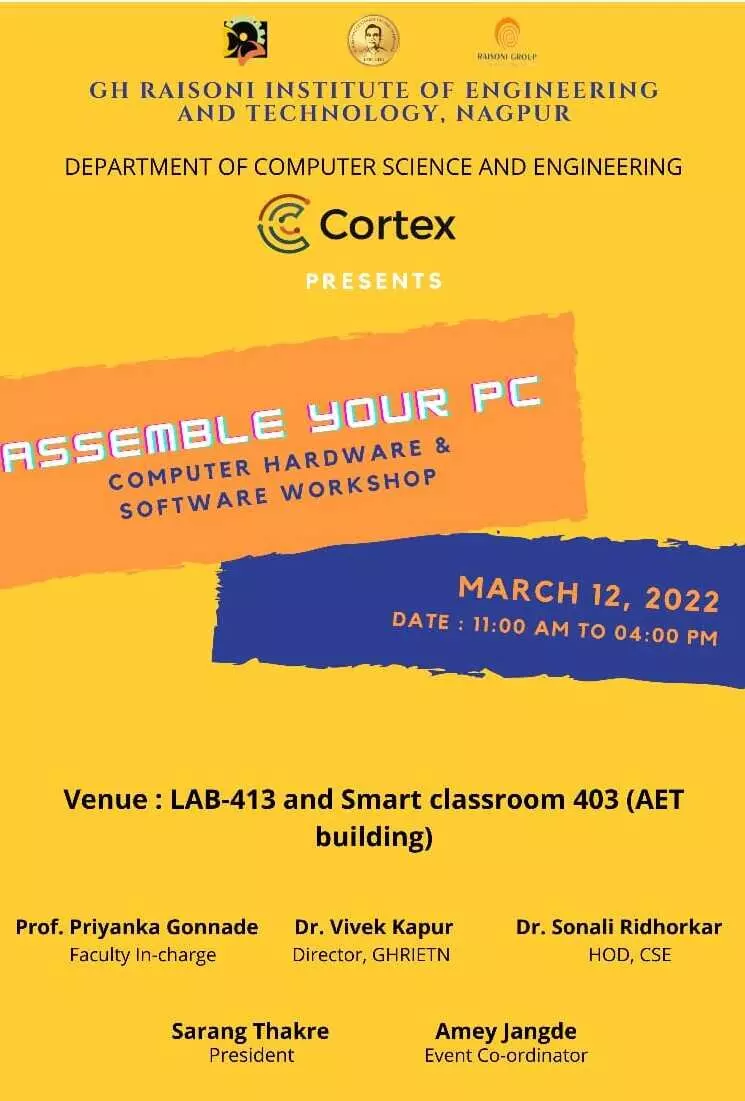 RAISONI GROUP
GH RAISONI INSTITUTE OF ENGINEERING
AND TECHNOLOGY, NAGPUR
DEPARTMENT OF COMPUTER SCIENCE AND ENGINEERING
Cortex
PRESENTS
ASSEMBLE YOUR PC
COMPUTER HARDWARE &
SOFTWARE WORKSHOP
MARCH 12, 2022
DATE : 11:00 AM TO 04:00 PM
Venue : LAB-413 and Smart classroom 403 (AET
building)
Prof. Priyanka Gonnade Dr. Vivek Kapur Dr. Sonali Ridhorkar
Faculty In-charge Director, GHRIETN HOD, CSE
Sarang Thakre Amey Jangde
President Event Co-ordinator